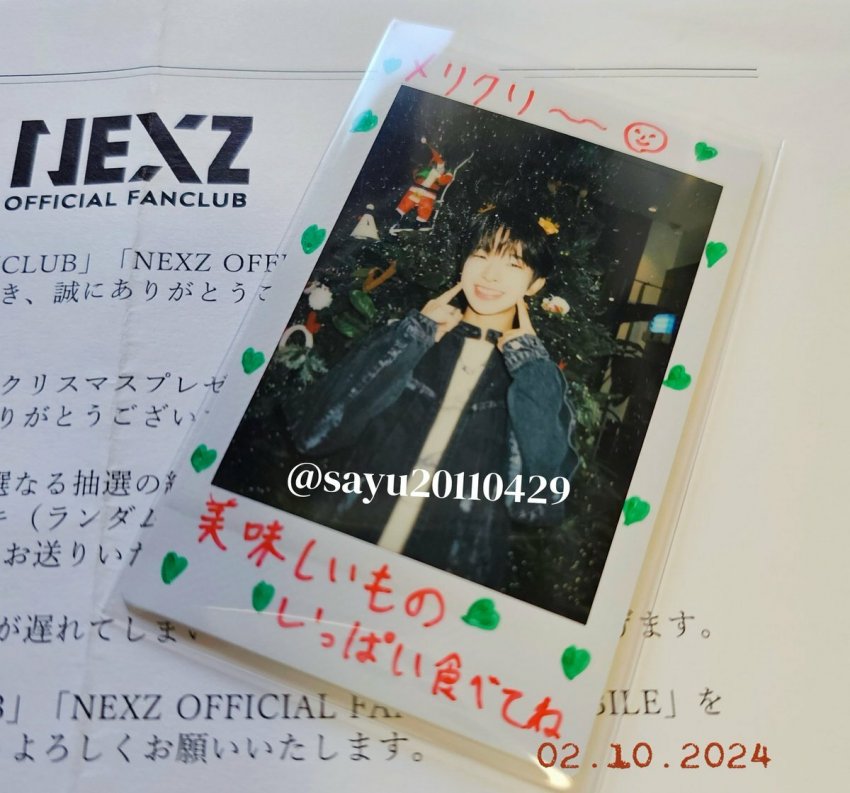 NEXZ
OFFICIAL FANCLUB
CLUB」「NEXZ OFF
き、誠にありがとう
クリスマスプレゼ
りがとうござい
選なる抽選の
（ランダム
お送りいた
が遅れてしまい
げます。
」「NEXZ OFFICIAL FA
BILE」を
よろしくお願いいたします。
メリクリ〜〜
@sayu20110429
美味しいもの
いっぱい食べてね
02.10.2024